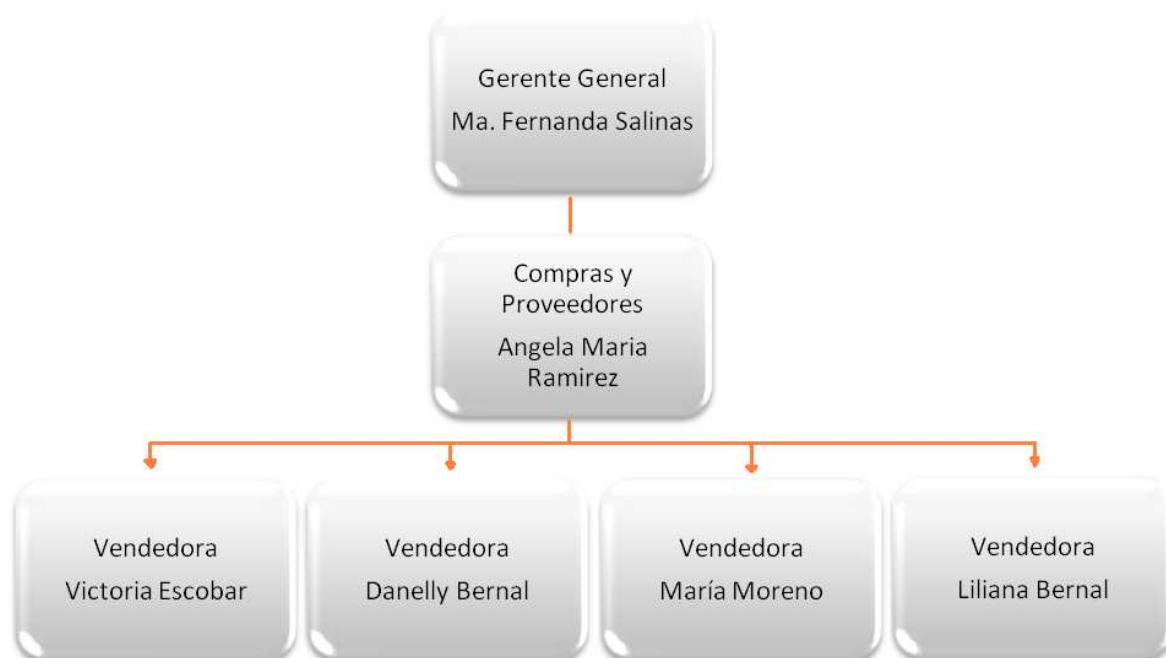 Gerente General
Ma. Fernanda Salinas
Compras y
Proveedores
Angela Maria
Ramirez
Vendedora
Victoria Escobar
Vendedora
Danelly Bernal
Vendedora
María Moreno
Vendedora
Liliana Bernal